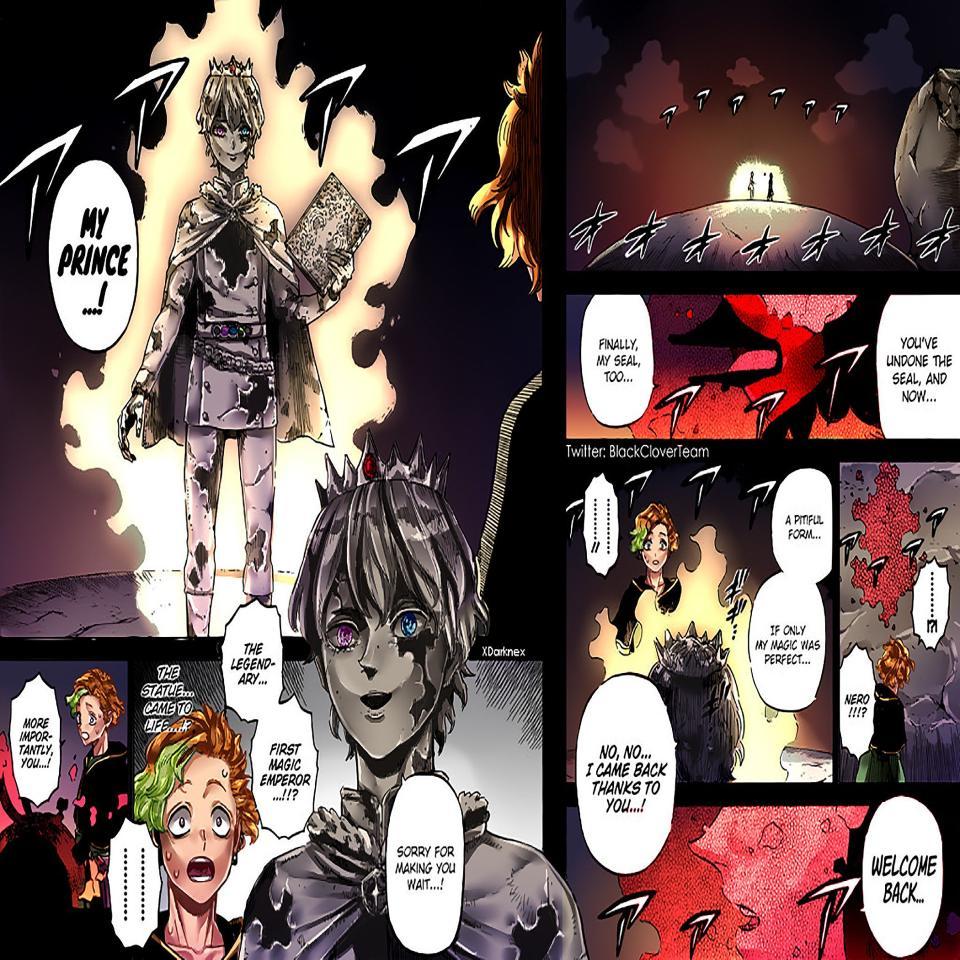 YOU'VE
UNDONE THE
SEAL, AND
NOW...
FINALLY,
MY SEAL,
TOO...
Twitter: BlackCloverTeam
..........
!?!
NERO
!!!?
A PITIFUL
FORM...
IF ONLY
MY MAGIC WAS
PERFECT...
..........
"
NO, NO...
I CAME BACK
THANKS TO
YOU...!
WELCOME
BACK...
MY
PRINCE
....!
XDarknex
SORRY FOR
MAKING YOU
WAIT...!
THE
LEGEND-
ARY...
FIRST
MAGIC
EMPEROR
...!!?
THE
STATUE...
CAME TO
LIFE....!?
..........
MORE
IMPOR-
TANTLY,
YOU...!